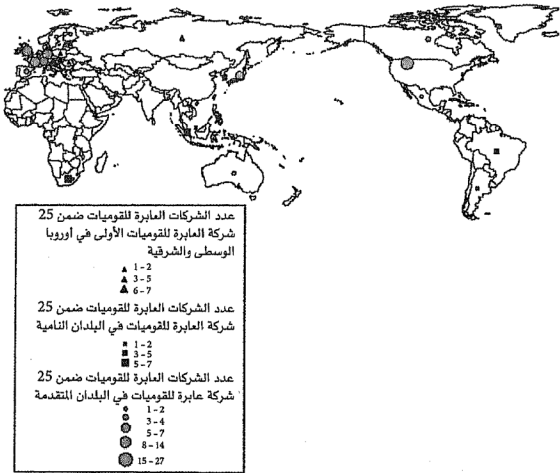 عدد الشركات العابرة للقوميات ضمن 25
شركة العابرة للقوميات الأولى في أوروبا
الوسطى والشرقية
1-2
3-5
6-7
عدد الشركات العابرة للقوميات ضمن 25
شركة العابرة للقوميات في البلدان النامية
1-2
3-5
5-7
عدد الشركات العابرة للقوميات ضمن 25
شركة عابرة للقوميات في البلدان المتقدمة
1-2
3-4
5-7
8-14
15-27